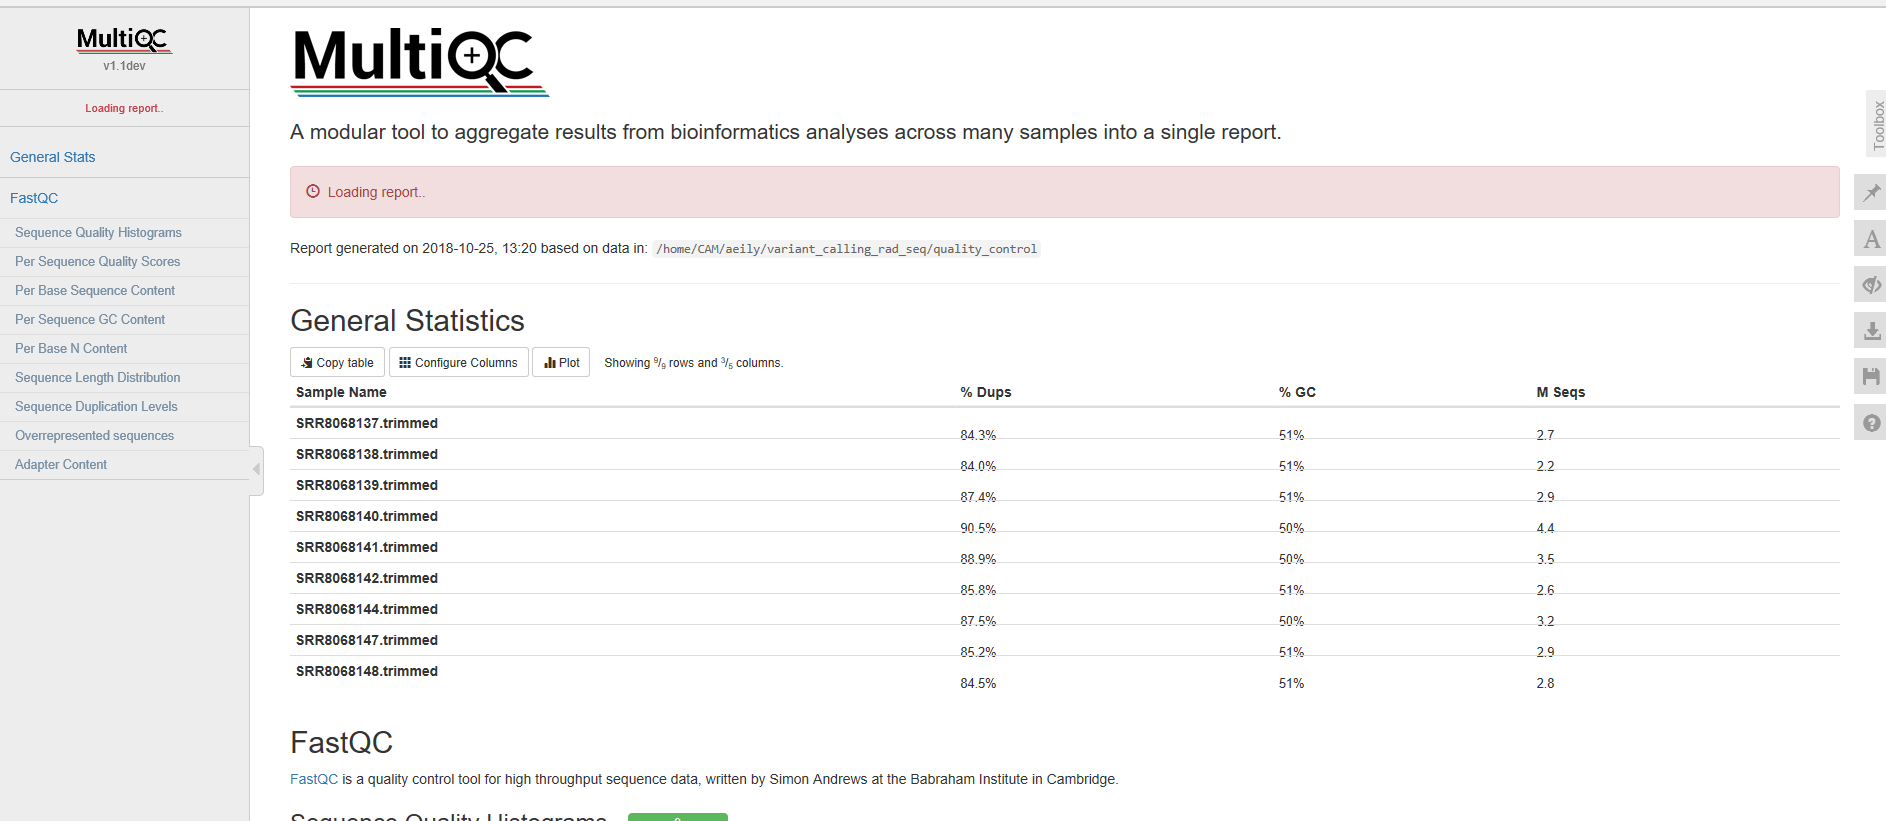 MultiQC
v1.1dev
Loading report..
General Stats
FastQC
Sequence Quality Histograms
Per Sequence Quality Scores
Per Base Sequence Content
Per Sequence GC Content
Per Base N Content
Sequence Length Distribution
Sequence Duplication Levels
Overrepresented sequences
Adapter Content
MultiQC
A modular tool to aggregate results from bioinformatics analyses across many samples into a single report.
Loading report..
Report generated on 2018-10-25, 13:20 based on data in: /home/CAM/aeily/variant_calling_rad_seq/quality_control
General Statistics
Copy table Configure Columns Plot Showing 9/9 rows and 3/5 columns.
Sample Name % Dups % GC M Seqs
SRR8068137.trimmed 84.3% 51% 2.7
SRR8068138.trimmed 84.0% 51% 2.2
SRR8068139.trimmed 87.4% 51% 2.9
SRR8068140.trimmed 90.5% 50% 4.4
SRR8068141.trimmed 88.9% 50% 3.5
SRR8068142.trimmed 85.8% 51% 2.6
SRR8068144.trimmed 87.5% 50% 3.2
SRR8068147.trimmed 85.2% 51% 2.9
SRR8068148.trimmed 84.5% 51% 2.8
FastQC
FastQC is a quality control tool for high throughput sequence data, written by Simon Andrews at the Babraham Institute in Cambridge.
Sequence Quality Histograms
Toolbox
A